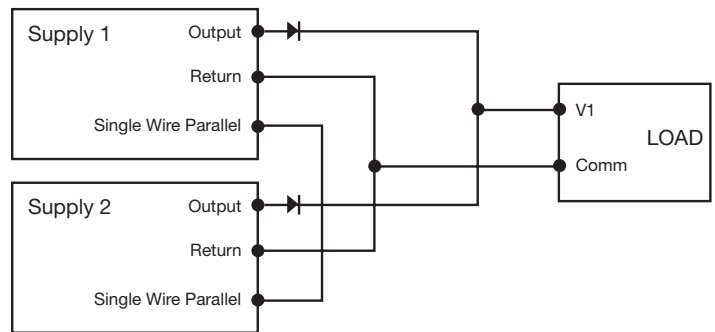 Supply 1
Output
Return
Single Wire Parallel
Supply 2
Output
Return
Single Wire Parallel
V1
LOAD
Comm